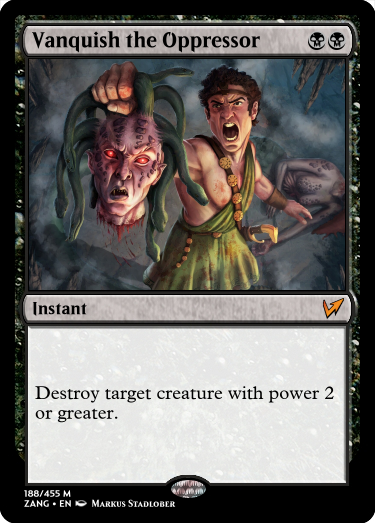 Vanquish the Oppressor
Instant
Destroy target creature with power 2
or greater.
188/455 M
ZANG • EN Markus Stadlober